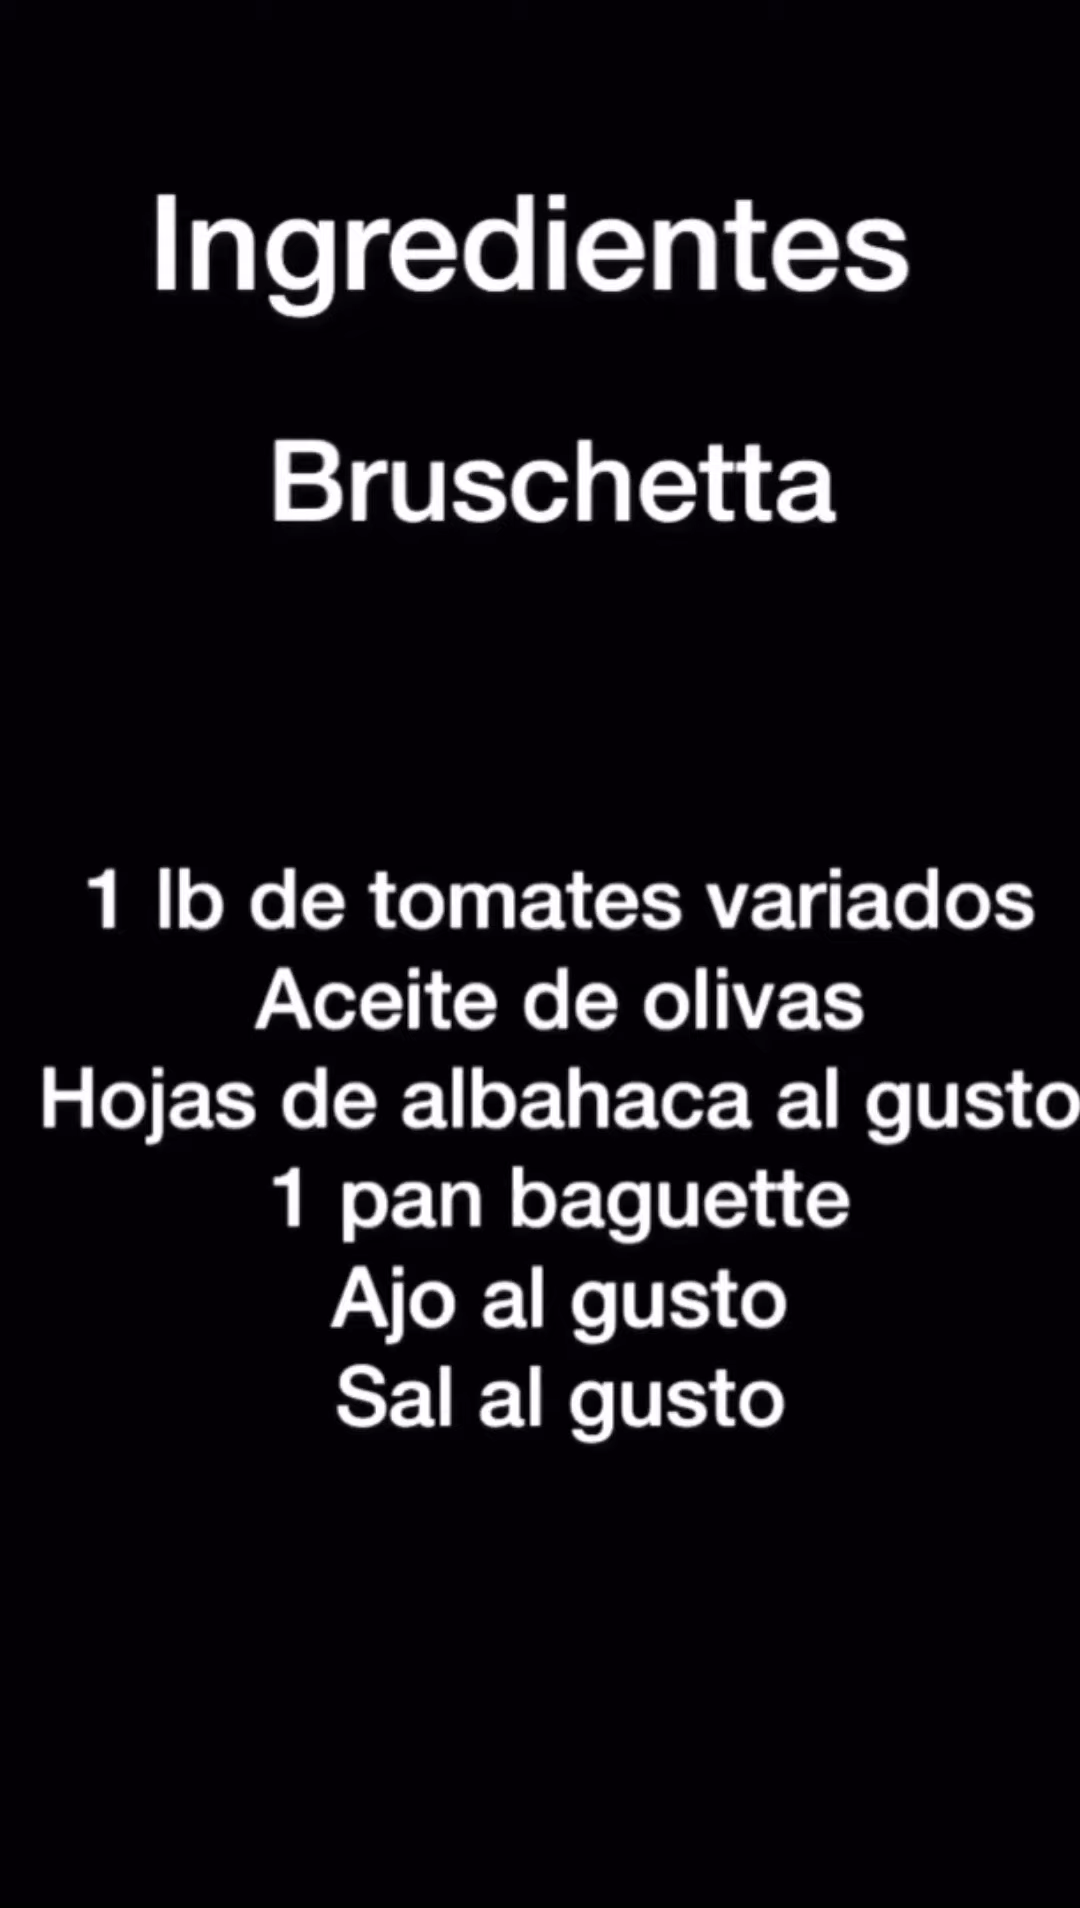 Ingredientes
Bruschetta
1 lb de tomates variados
Aceite de olivas
Hojas de albahaca al gusto
1 pan baguette
Ajo al gusto
Sal al gusto